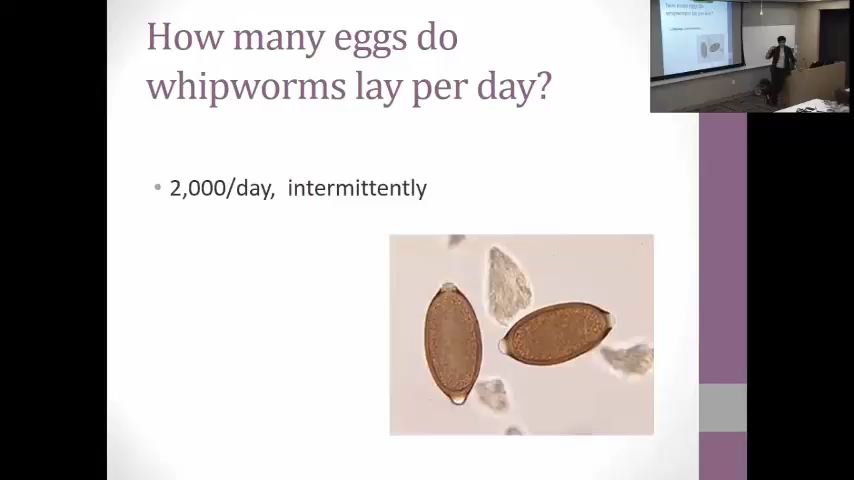 How many eggs do
whipworms lay per day?
• 2,000/day, intermittently